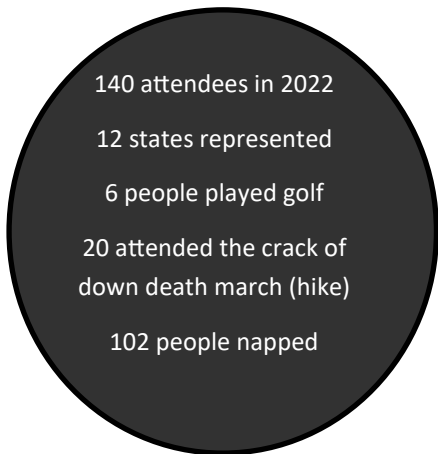 140 attendees in 2022
12 states represented
6 people played golf
20 attended the crack of
down death march (hike)
102 people napped